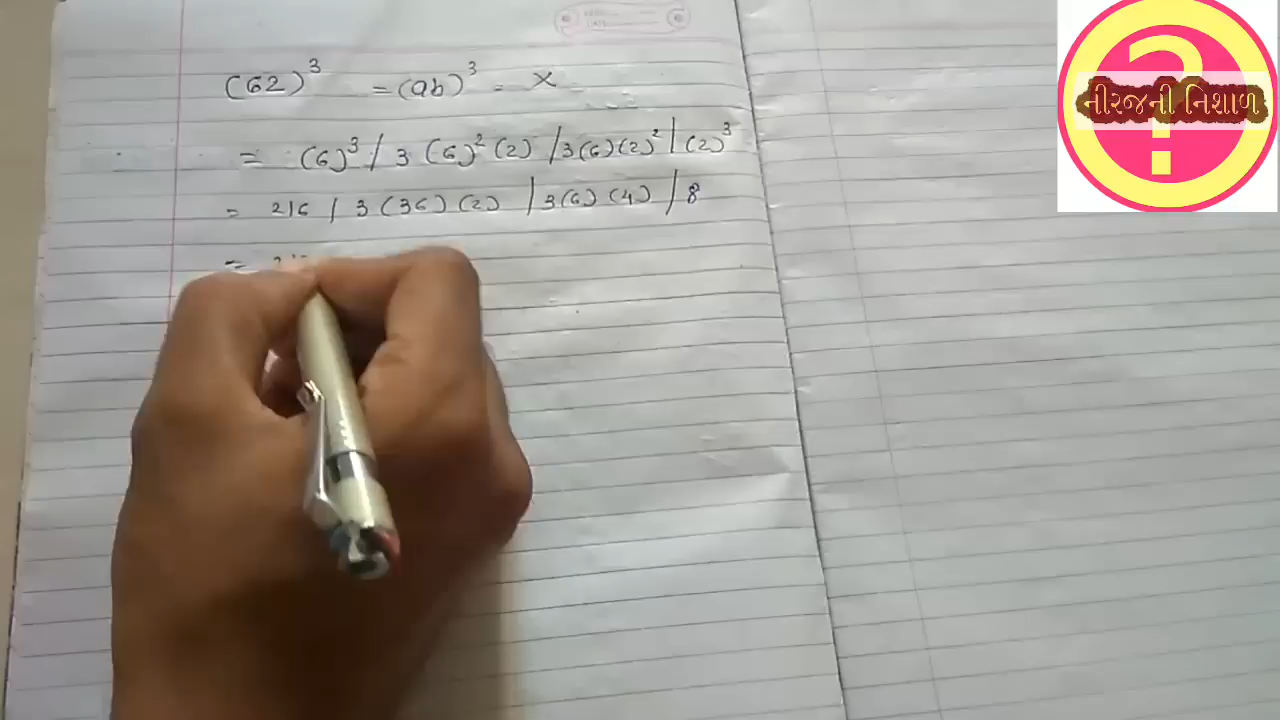 (62)³ = (ab)³ = x
= (6)³ / 3 (6)² (2) / 3(6)(2)² / (2)³
= 216 / 3 (36) (2) / 3(6) (4) / 8
= 21
નીરજની નિશાળ
?